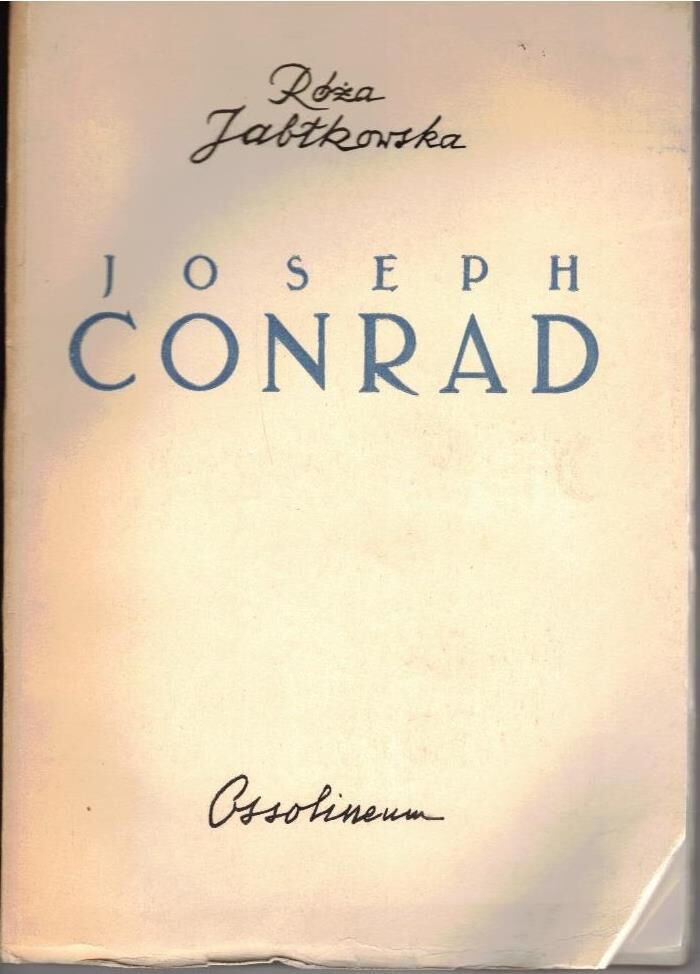 Róża
Jabłkowska
JOSEPH
CONRAD
Ossolineum